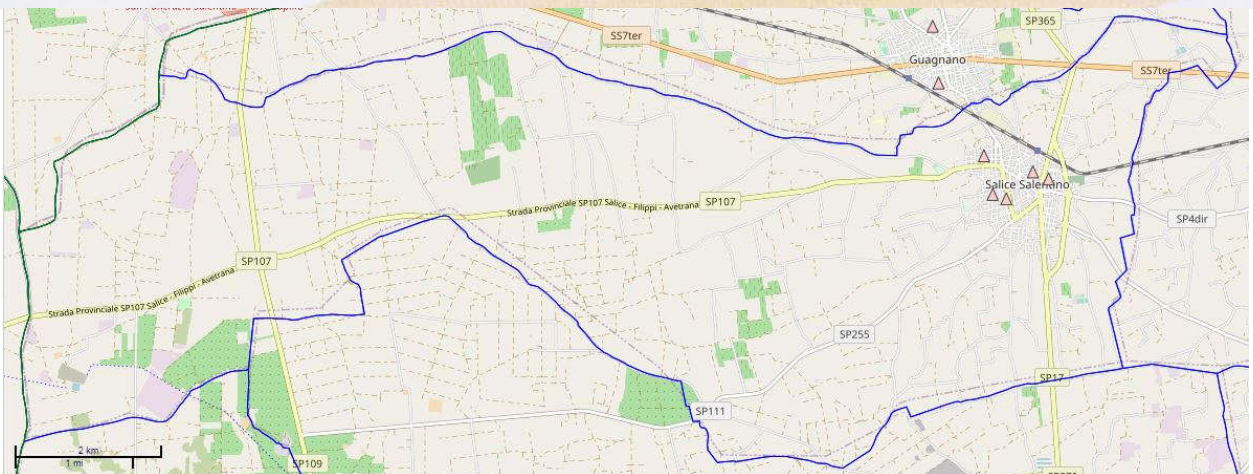 SP365
SS7ter
Guagnano
SS7ter
Salice Salentino
SP107
Strada Provinciale SP107 Salice - Filippi - Avetrana
SP4dir
SP107
Strada Provinciale SP107 Salice - Filippi - Avetrana
SP255
SP17
SP111
2 km
1 mi
SP109